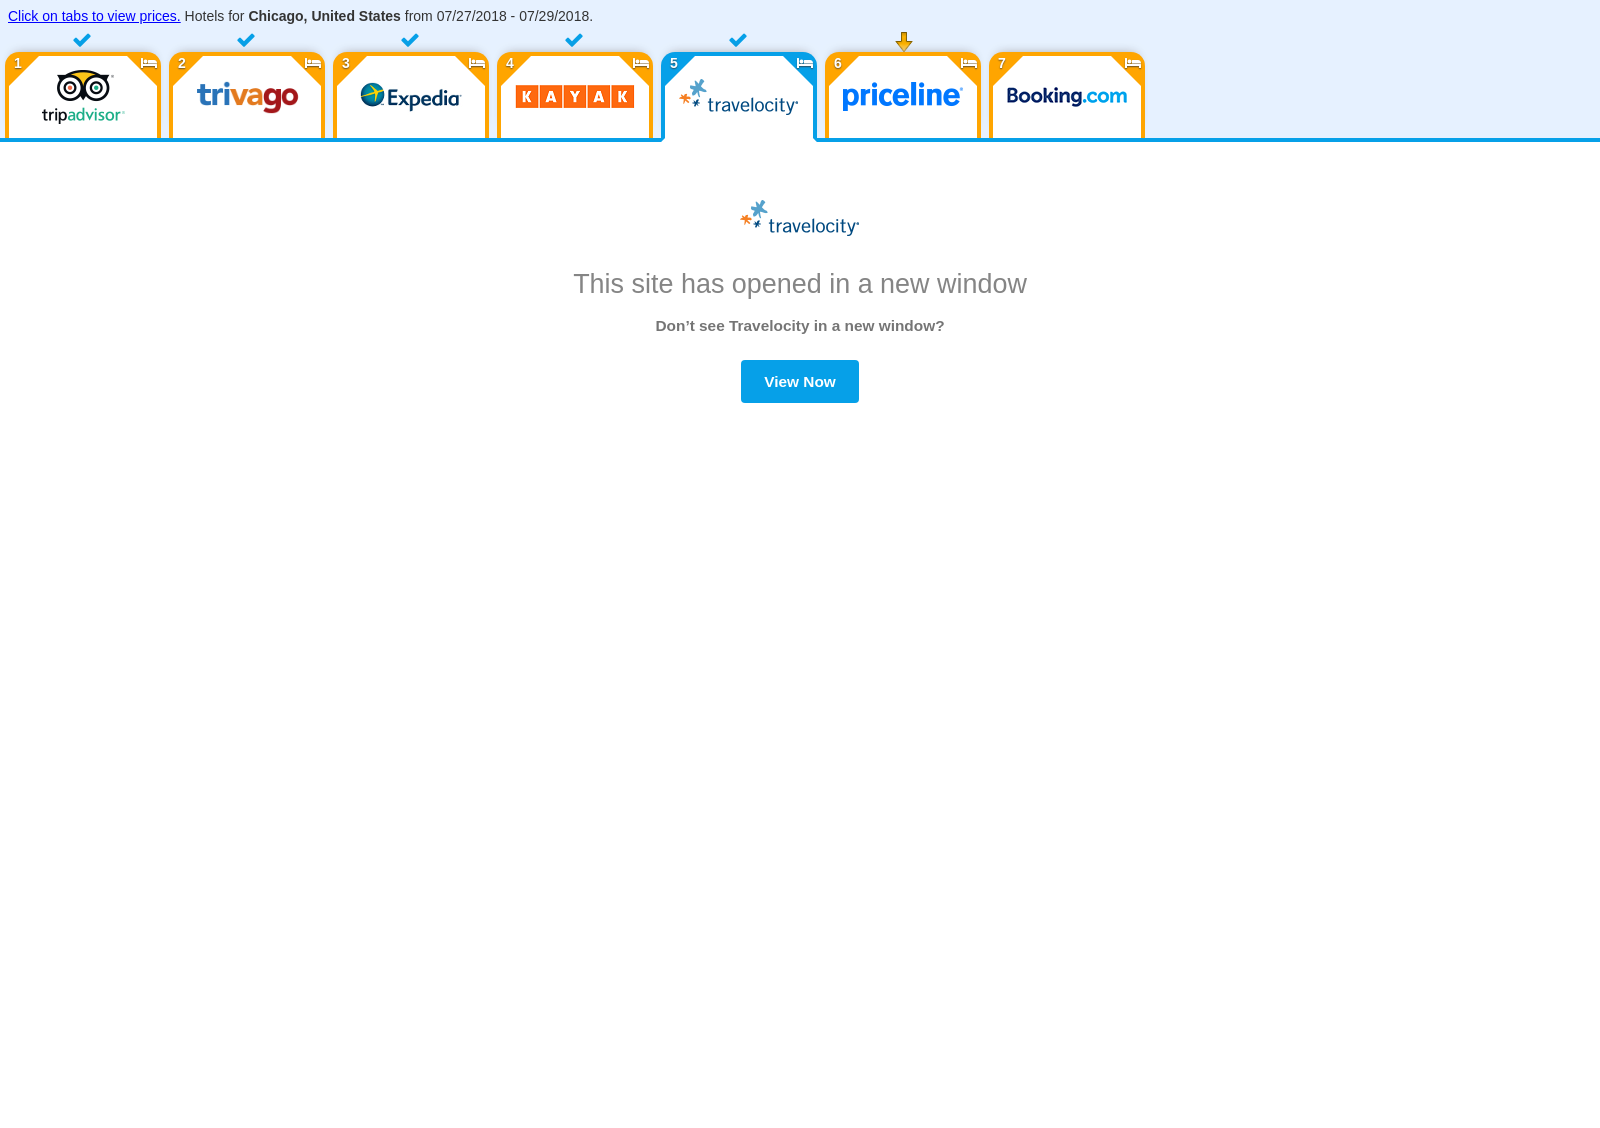 Click on tabs to view prices. Hotels for Chicago, United States from 07/27/2018 - 07/29/2018.
1 tripadvisor
2 trivago
3 Expedia
4 KAYAK
5 travelocity
6 priceline
7 Booking.com
travelocity
This site has opened in a new window
Don’t see Travelocity in a new window?
View Now